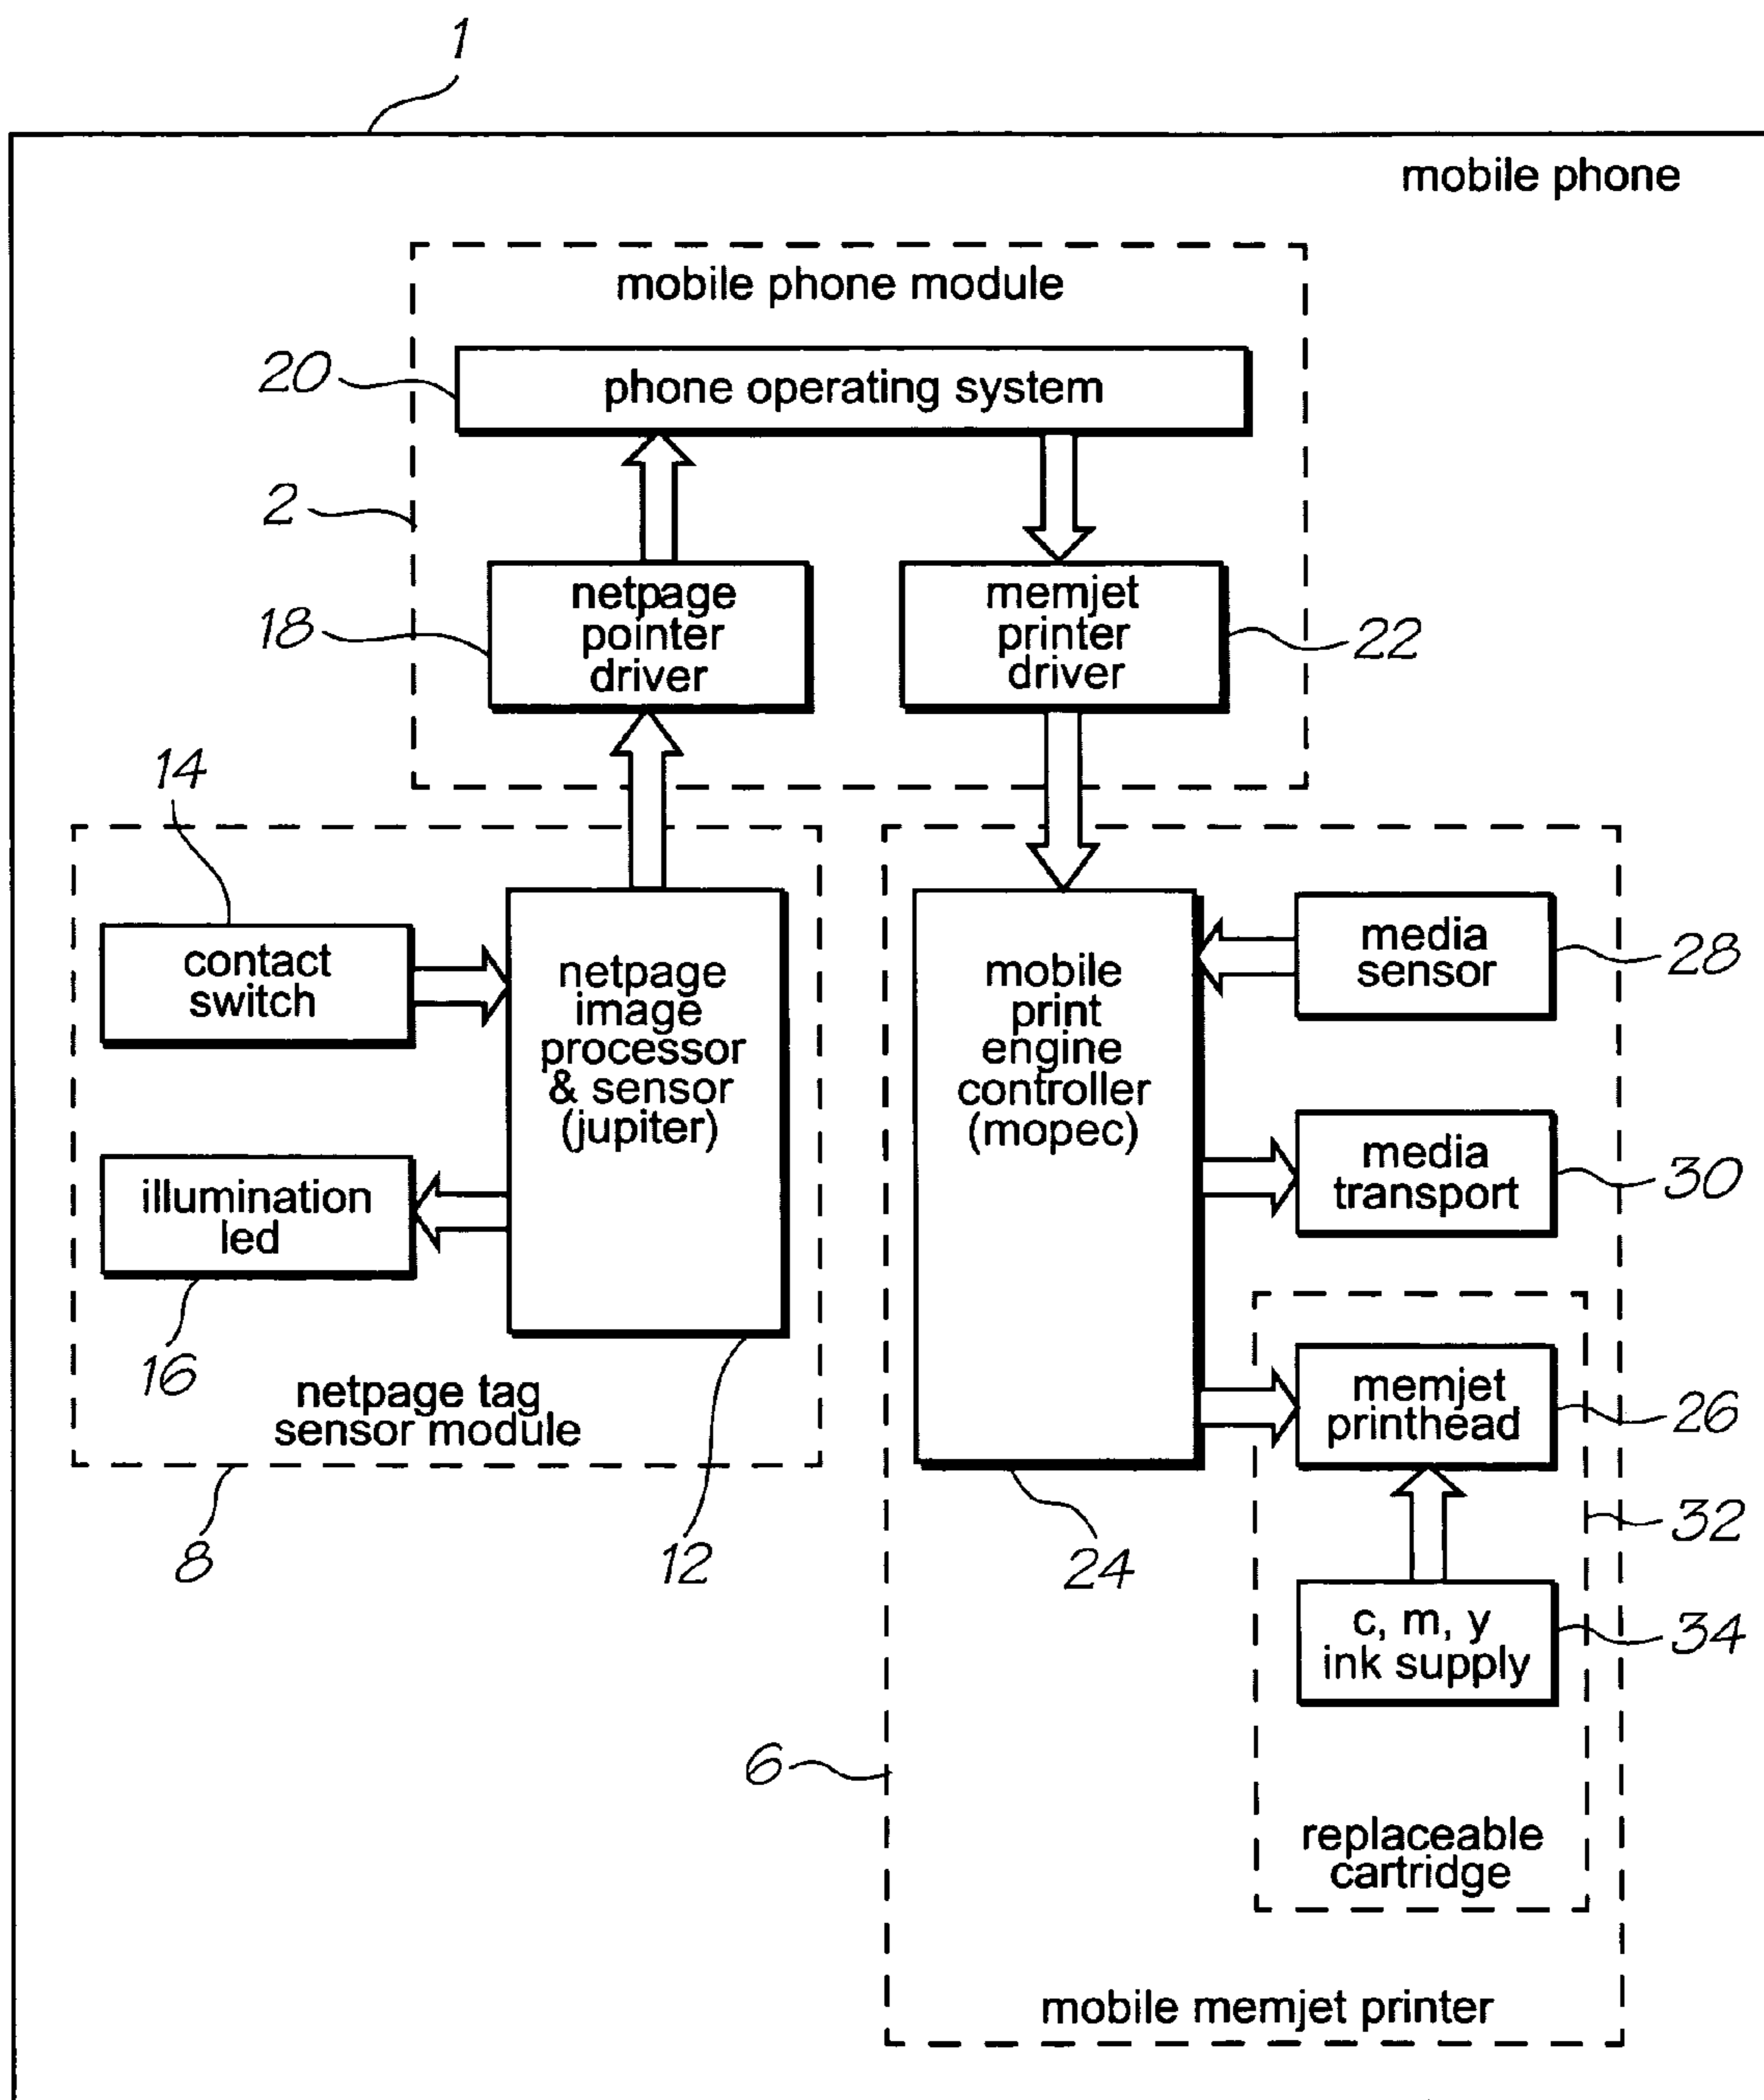 1
mobile phone
mobile phone module
20
phone operating system
2
netpage
pointer
driver
18
memjet
printer
driver
22
14
contact
switch
netpage
image
processor
& sensor
(jupiter)
illumination
led
16
netpage tag
sensor module
8
12
mobile
print
engine
controller
(mopec)
media
sensor
28
media
transport
30
memjet
printhead
26
32
24
c, m, y
ink supply
34
6
replaceable
cartridge
mobile memjet printer